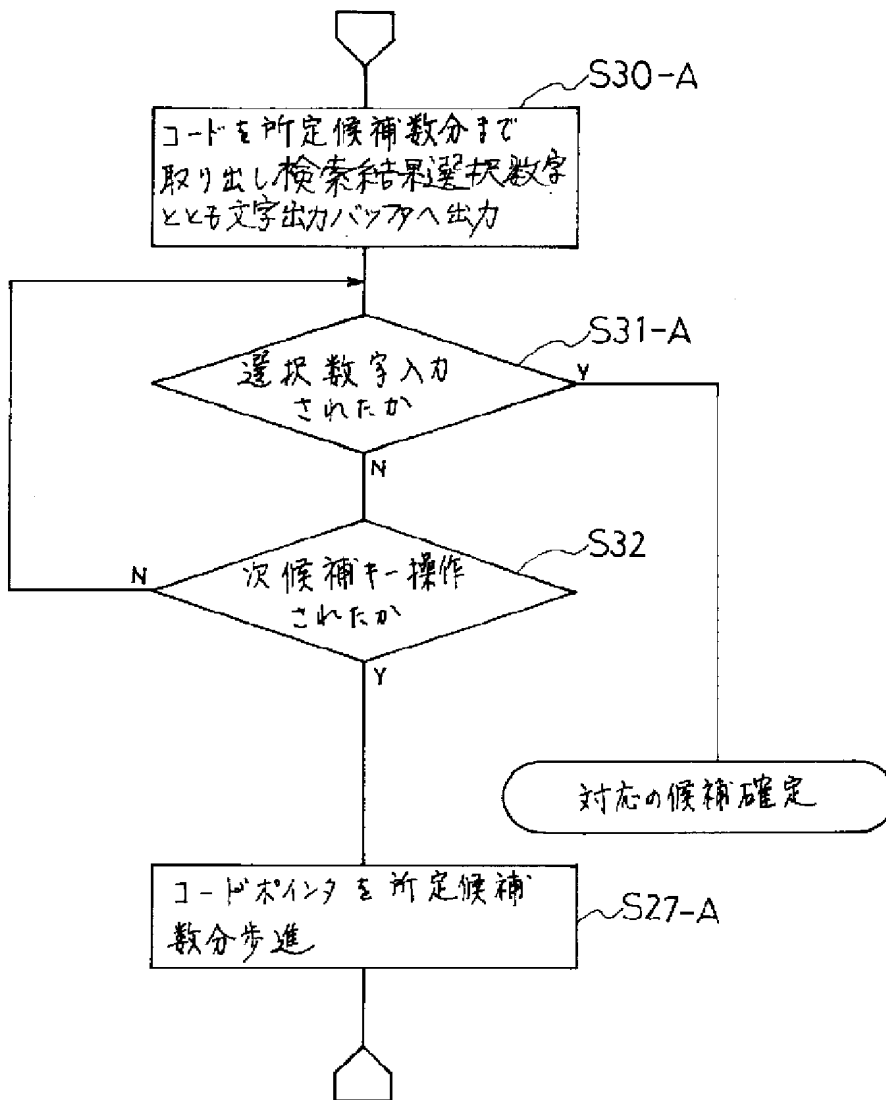 S30-A
コードを所定候補数分まで
取り出し検索結果選択数字
ととも文字出力バッファへ出力
S31-A
選択数字入力
されたか
Y
N
S32
次候補キー操作
されたか
N
Y
対応の候補確定
コードポインタを所定候補
数分歩進
S27-A